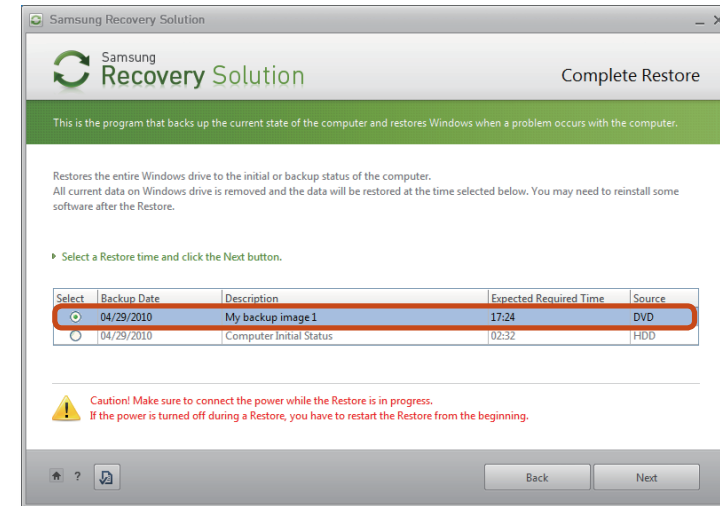 Samsung Recovery Solution
Samsung
Recovery Solution
Complete Restore
This is the program that backs up the current state of the computer and restores Windows when a problem occurs with the computer.
Restores the entire Windows drive to the initial or backup status of the computer.
All current data on Windows drive is removed and the data will be restored at the time selected below. You may need to reinstall some
software after the Restore.
Select a Restore time and click the Next button.
Select Backup Date Description Expected Required Time Source
04/29/2010 My backup image 1 17:24 DVD
04/29/2010 Computer Initial Status 02:32 HDD
Caution! Make sure to connect the power while the Restore is in progress.
If the power is turned off during a Restore, you have to restart the Restore from the beginning.
? Back Next